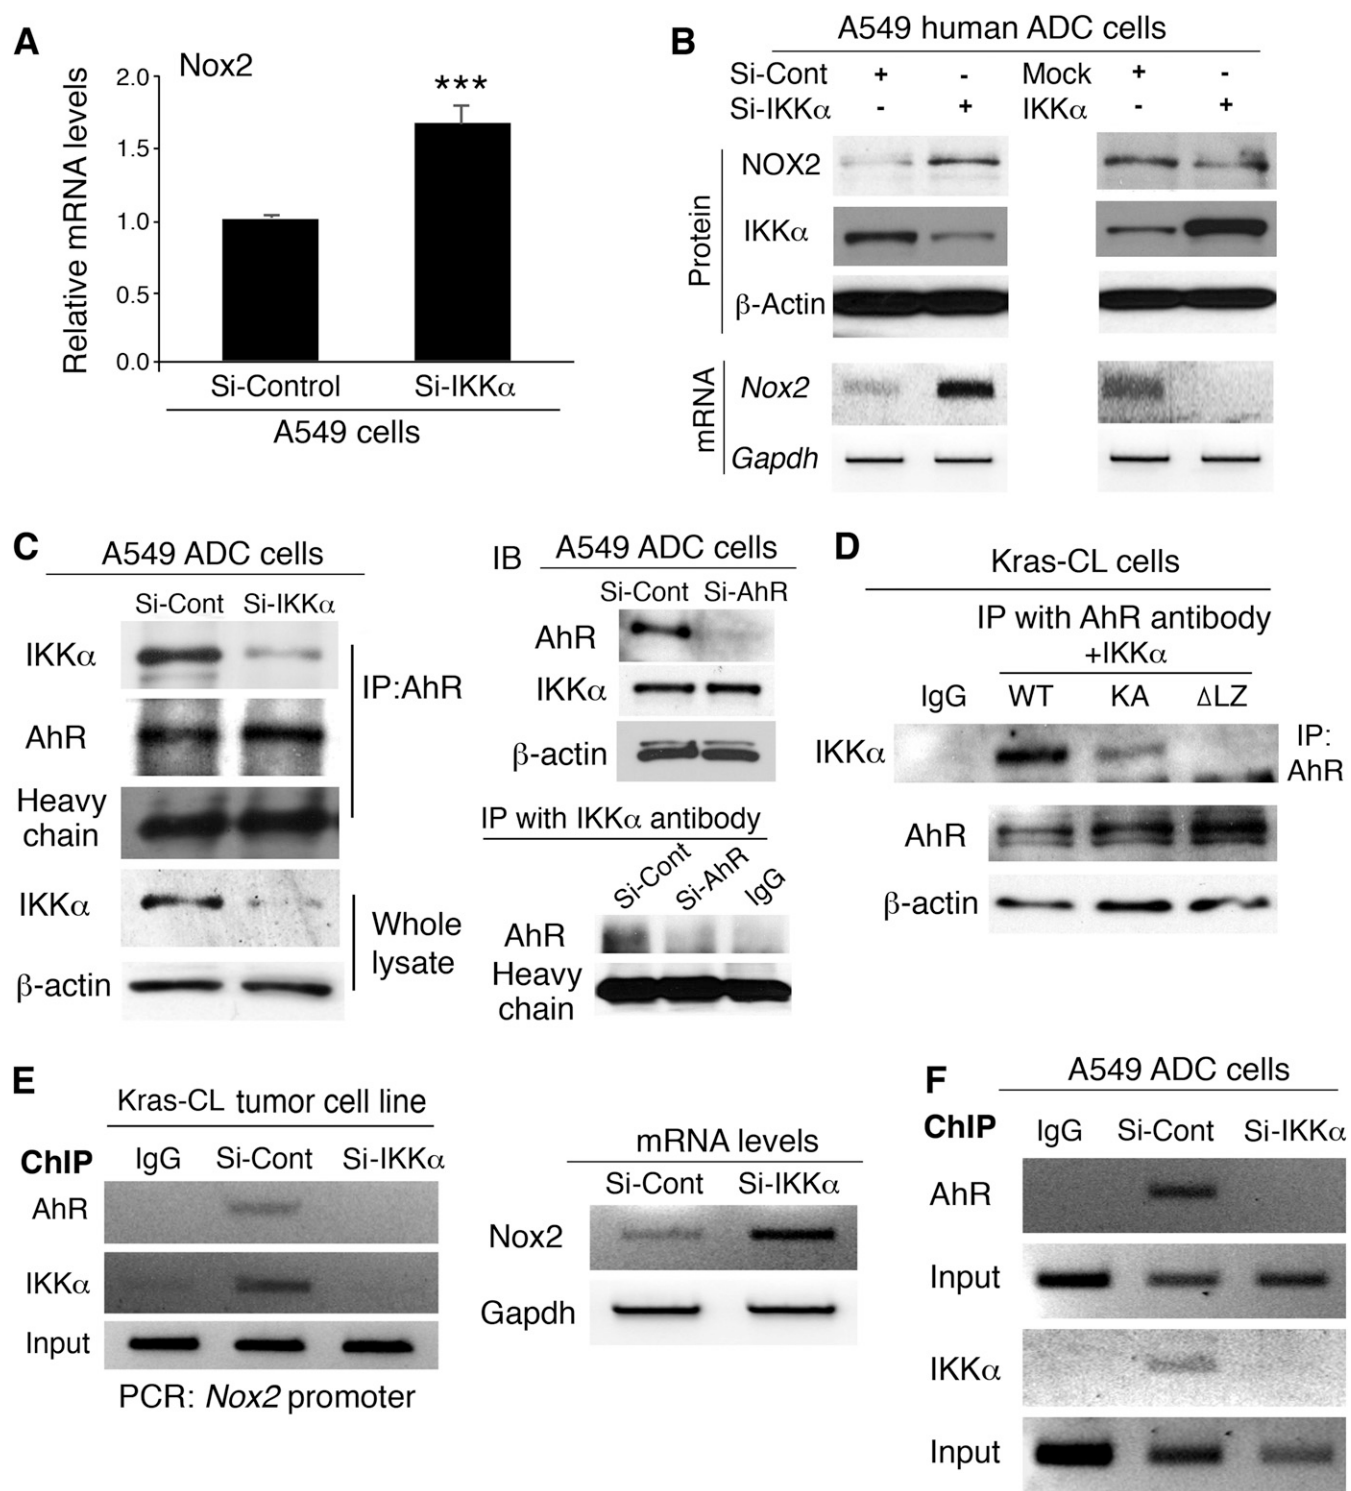 A
Nox2
***
Relative mRNA levels
2.0
1.5
1.0
0.5
0.0
Si-Control Si-IKKα
A549 cells
B
A549 human ADC cells
Si-Cont + - Mock + -
Si-IKKα - + IKKα - +
Protein
NOX2
IKKα
β-Actin
mRNA
Nox2
Gapdh
C
A549 ADC cells
Si-Cont Si-IKKα
IKKα
IP:AhR
AhR
Heavy
chain
IKKα
Whole
lysate
β-actin
IB
A549 ADC cells
Si-Cont Si-AhR
AhR
IKKα
β-actin
IP with IKKα antibody
Si-Cont Si-AhR IgG
AhR
Heavy
chain
D
Kras-CL cells
IP with AhR antibody
+IKKα
IgG WT KA ΔLZ
IKKα
IP:
AhR
AhR
β-actin
E
Kras-CL tumor cell line
ChIP IgG Si-Cont Si-IKKα
AhR
IKKα
Input
PCR: Nox2 promoter
mRNA levels
Si-Cont Si-IKKα
Nox2
Gapdh
F
A549 ADC cells
ChIP IgG Si-Cont Si-IKKα
AhR
Input
IKKα
Input